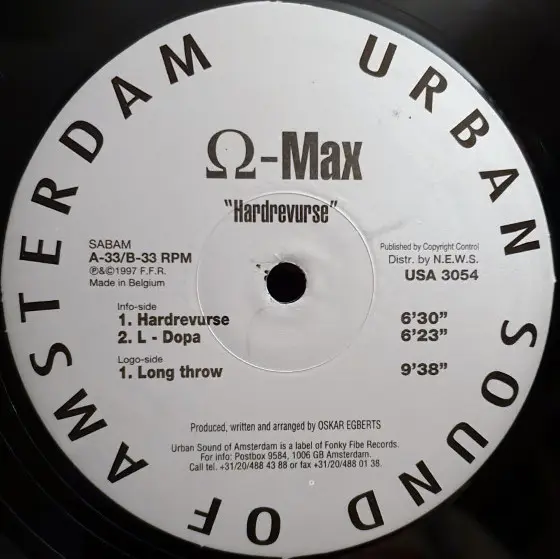 URBAN SOUND OF AMSTERDAM
Ω-Max
"Hardrevurse"
SABAM
A-33/B-33 RPM
℗&©1997 F.F.R.
Made in Belgium
Published by Copyright Control
Distr. by N.E.W.S.
USA 3054
Info-side
1. Hardrevurse 6'30"
2. L - Dopa 6'23"
Logo-side
1. Long throw 9'38"
Produced, written and arranged by OSKAR EGBERTS
Urban Sound of Amsterdam is a label of Fonky Fibe Records.
For info: Postbox 9584, 1006 GB Amsterdam.
Call tel. +31/20/488 43 88 or fax +31/20/488 01 38.